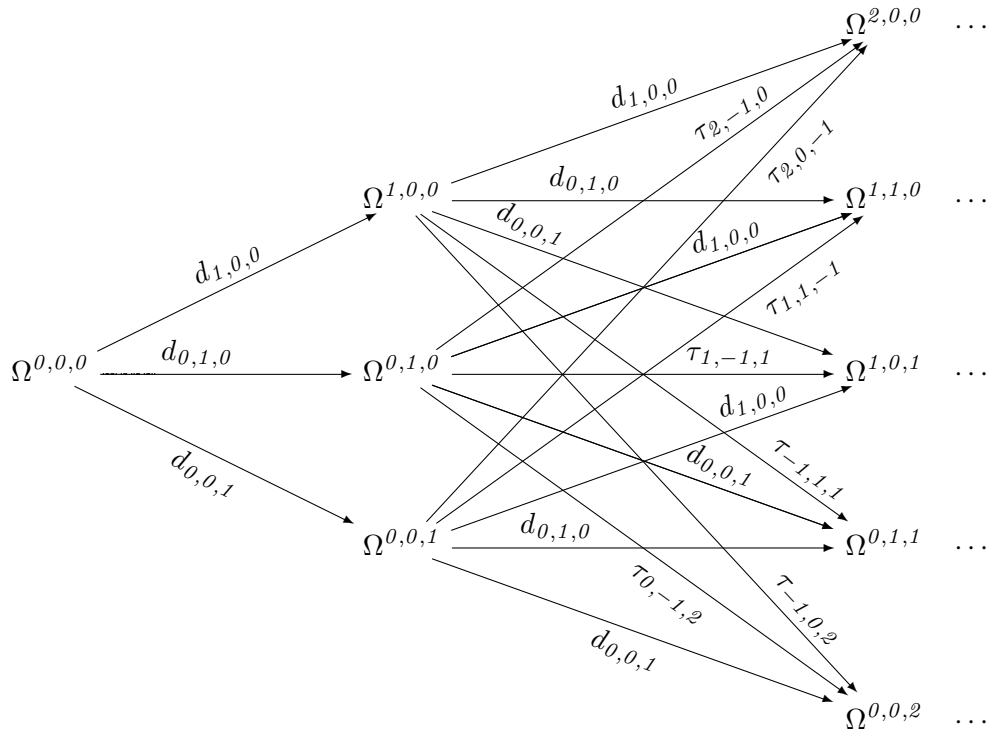 Ω^{2,0,0} ...
d_{1,0,0}
τ_{2,−1,0}
τ_{2,0,−1}
d_{0,1,0}
Ω^{1,0,0}
Ω^{1,1,0} ...
d_{0,0,1}
d_{1,0,0}
d_{1,0,0}
τ_{1,1,−1}
d_{0,1,0}
τ_{1,−1,1}
Ω^{0,0,0}
Ω^{0,1,0}
Ω^{1,0,1} ...
d_{1,0,0}
d_{0,0,1}
d_{0,0,1}
τ_{−1,1,1}
d_{0,1,0}
Ω^{0,0,1}
Ω^{0,1,1} ...
τ_{0,−1,2}
τ_{−1,0,2}
d_{0,0,1}
Ω^{0,0,2} ...